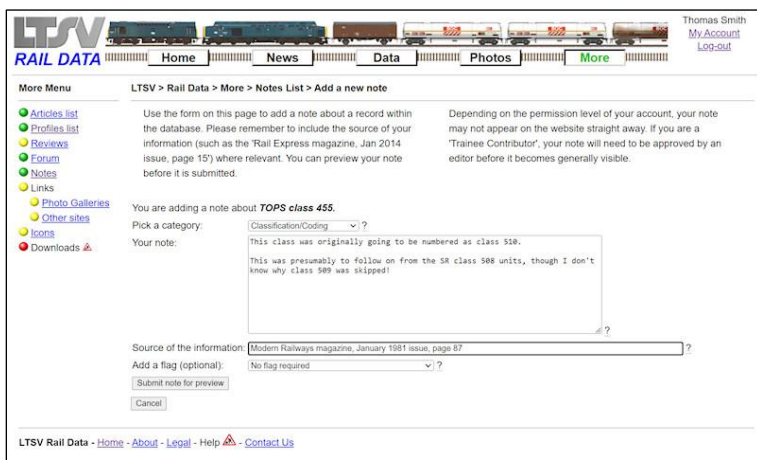 LTSV
RAIL DATA
Home
News
Data
Photos
More
Thomas Smith
My Account
Log-out
More Menu
Articles list
Profiles list
Reviews
Forum
Notes
Links
Photo Galleries
Other sites
Icons
Downloads
LTSV > Rail Data > More > Notes List > Add a new note
Use the form on this page to add a note about a record within
the database. Please remember to include the source of your
information (such as the 'Rail Express magazine, Jan 2014
issue, page 15') where relevant. You can preview your note
before it is submitted.
Depending on the permission level of your account, your note
may not appear on the website straight away. If you are a
'Trainee Contributor', your note will need to be approved by an
editor before it becomes generally visible.
You are adding a note about TOPS class 455.
Pick a category: Classification/Coding ?
Your note:
This class was originally going to be numbered as class 510.
This was presumably to follow on from the SR class 508 units, though I don't
know why class 509 was skipped!
?
Source of the information: Modern Railways magazine, January 1981 issue, page 87 ?
Add a flag (optional): No flag required ?
Submit note for preview
Cancel
LTSV Rail Data - Home - About - Legal - Help - Contact Us